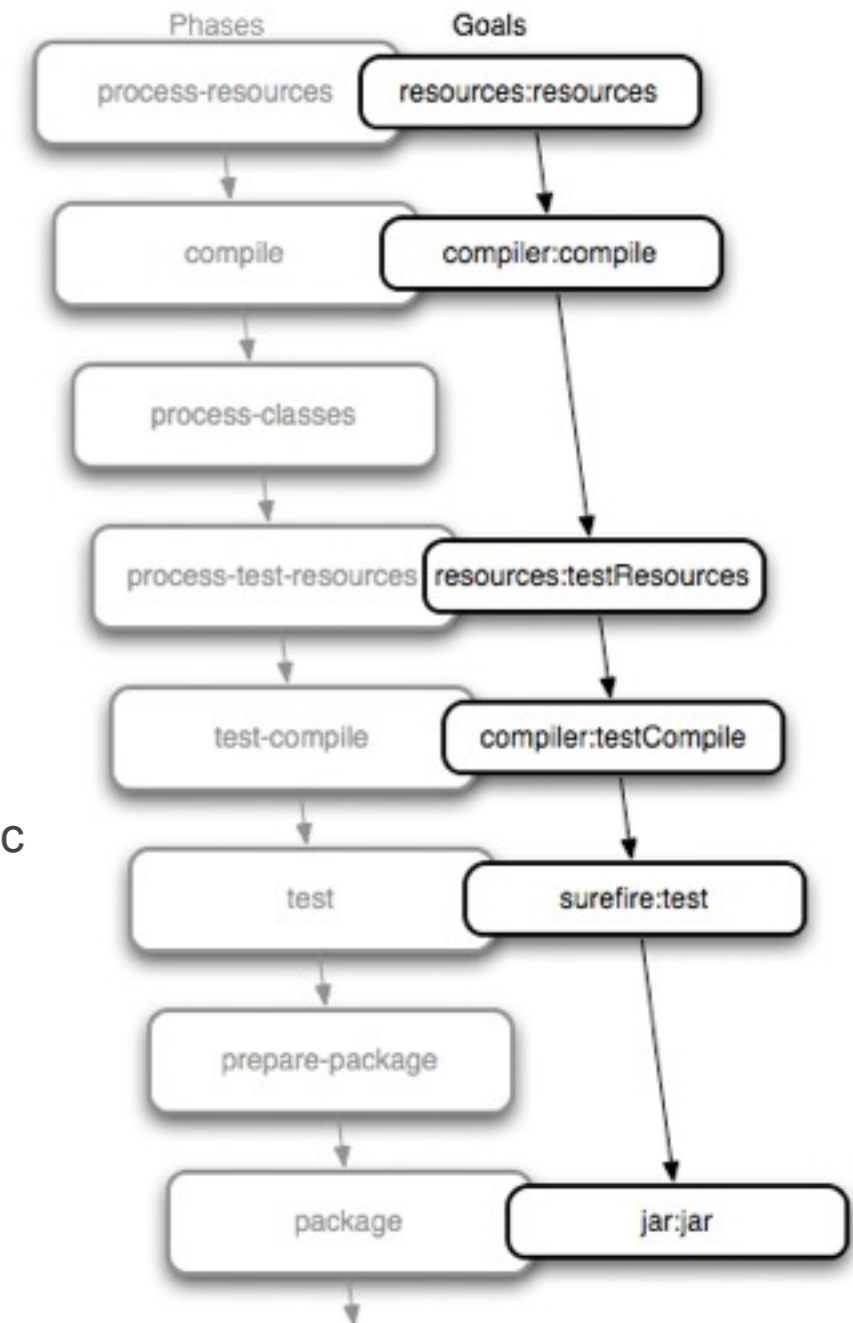 Phases Goals
process-resources resources:resources
compile compiler:compile
process-classes
process-test-resources resources:testResources
test-compile compiler:testCompile
c
test surefire:test
prepare-package
package jar:jar